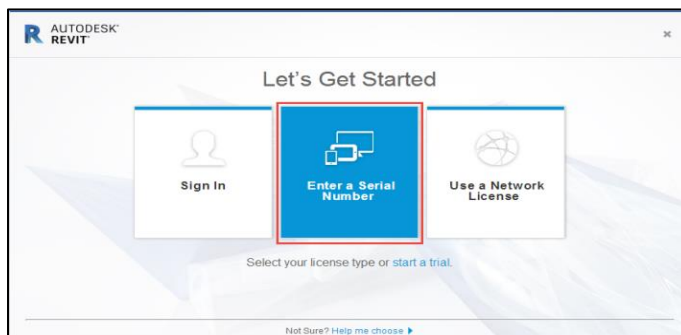 AUTODESK®
REVIT®
Let's Get Started
Sign In
Enter a Serial
Number
Use a Network
License
Select your license type or start a trial.
Not Sure? Help me choose